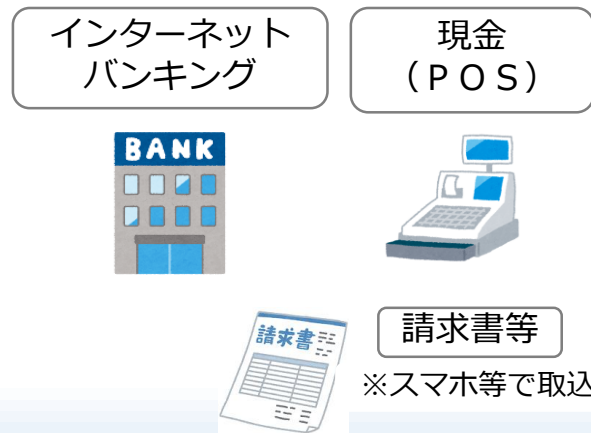 インターネット
バンキング
現金
（ＰＯＳ）
BANK
請求書
請求書等
※スマホ等で取込